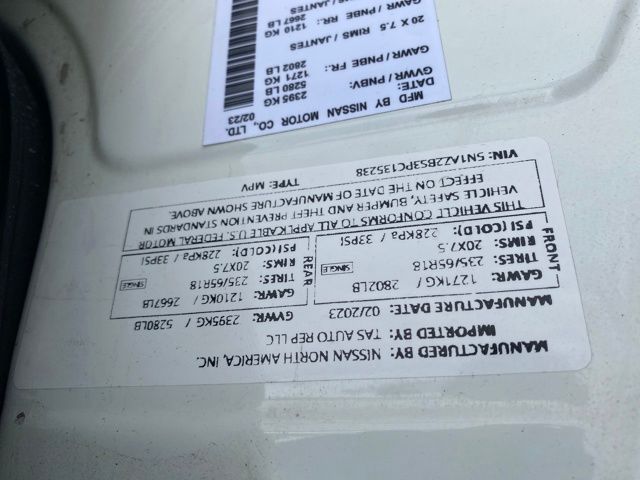 MANUFACTURED BY: NISSAN NORTH AMERICA, INC.
IMPORTED BY: TAS AUTO REP LLC
MANUFACTURE DATE: 02/2023 GVWR: 2395KG / 5280LB
FRONT
GAWR: 1271KG / 2802LB
TIRES: 235/65R18 SINGLE
RIMS: 20X7.5
PSI (COLD): 228KPa / 33PSI
REAR
GAWR: 1210KG / 2667LB
TIRES: 235/65R18 SINGLE
RIMS: 20X7.5
PSI (COLD): 228KPa / 33PSI
THIS VEHICLE CONFORMS TO ALL APPLICABLE U.S. FEDERAL MOTOR
VEHICLE SAFETY, BUMPER AND THEFT PREVENTION STANDARDS IN
EFFECT ON THE DATE OF MANUFACTURE SHOWN ABOVE.
VIN: 5N1AZ2BS3PC135238 TYPE: MPV
MFD BY NISSAN MOTOR CO., LTD.
DATE: 02/23
GVWR / PNBV: 2395 KG
5280 LB
GAWR / PNBE FR.: 1271 KG
2802 LB
20 X 7.5 RIMS / JANTES
GAWR / PNBE RR.: 1210 KG
2667 LB
RIMS / JANTES